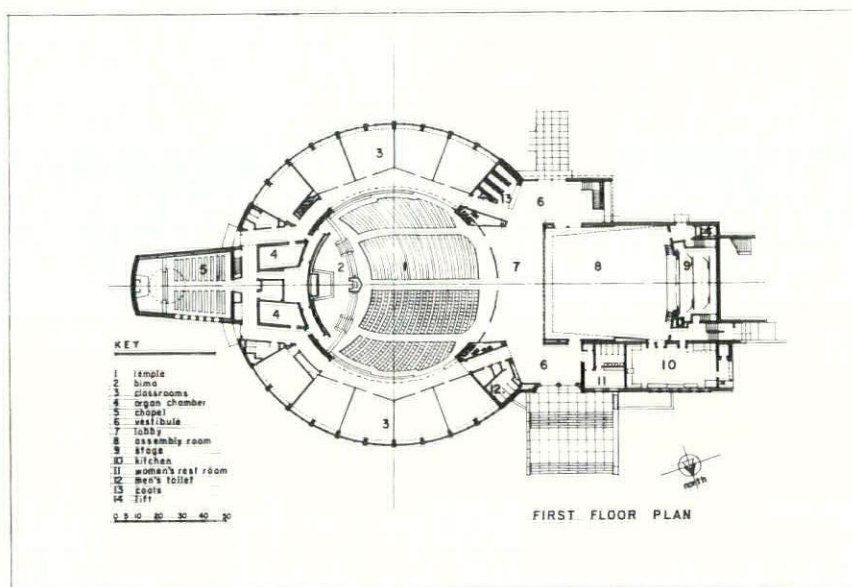 3
13
6
5
4
2
1
7
8
9
14
4
6
10
11
12
3
KEY
1 temple
2 bima
3 classrooms
4 organ chamber
5 chapel
6 vestibule
7 lobby
8 assembly room
9 stage
10 kitchen
11 women's rest room
12 men's toilet
13 coats
14 lift
0 5 10 20 30 40 50
north
FIRST FLOOR PLAN